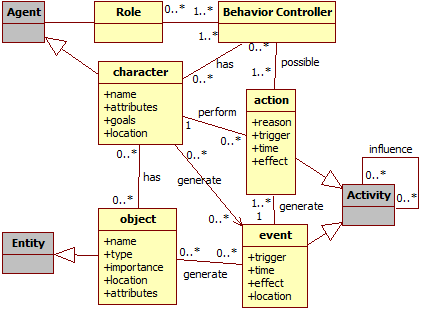 Agent
Role
0..*
1..*
Behavior Controller
1..*
0..*
has
possible
1..*
character
+name
+attributes
+goals
+location
perform
1
0..*
action
+reason
+trigger
+time
+effect
influence
0..*
0..*
Activity
0..*
has
0..*
0..*
generate
0..*
1..*
1
generate
Entity
object
+name
+type
+importance
+location
+attributes
0..*
0..*
generate
event
+trigger
+time
+effect
+location